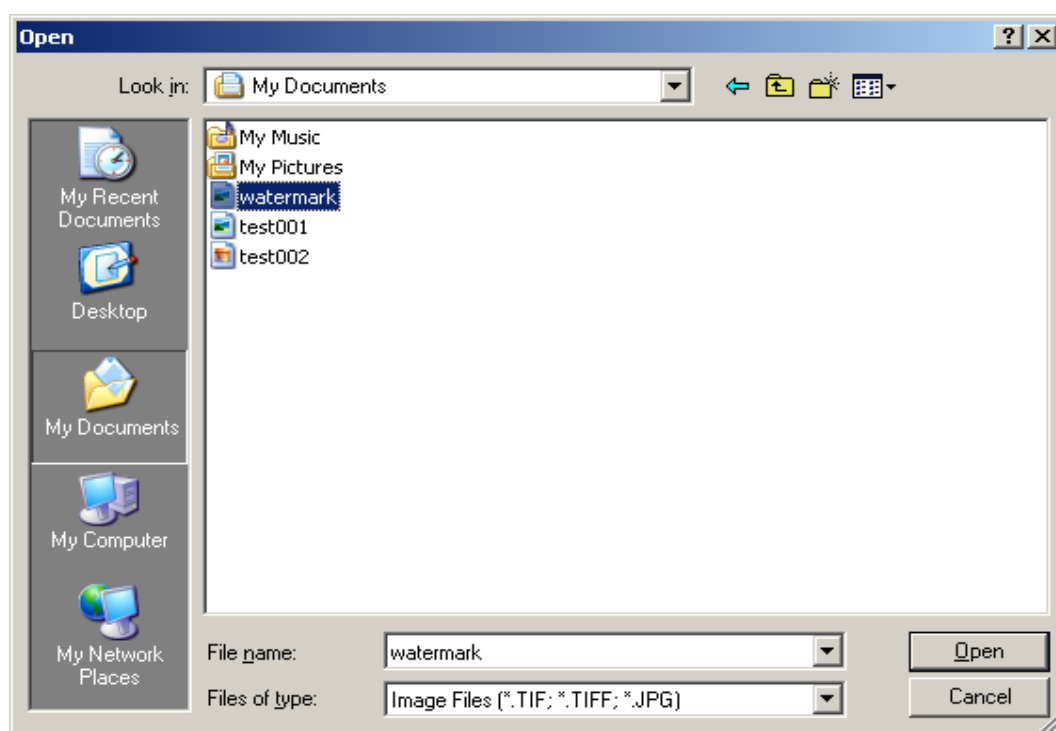 Open
Look in:
My Documents
My Music
My Pictures
watermark
test001
test002
My Recent
Documents
Desktop
My Documents
My Computer
My Network
Places
File name:
watermark
Open
Files of type:
Image Files (*.TIF; *.TIFF; *.JPG)
Cancel